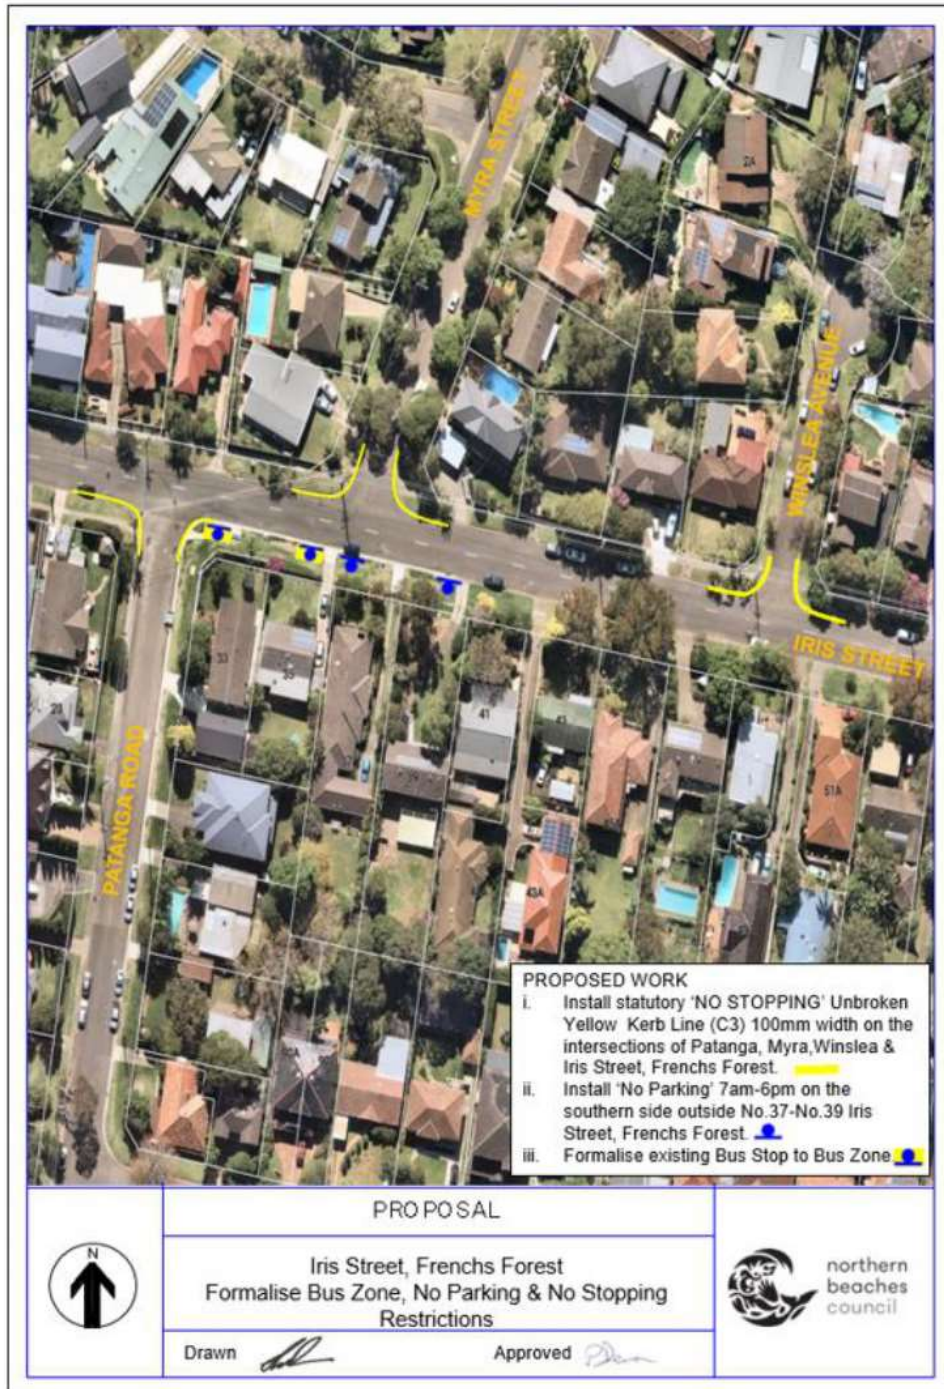 MYRA STREET
2A
WINSLEA AVENUE
IRIS STREET
33
41
PATANGA ROAD
51A
43A
PROPOSED WORK
i. Install statutory 'NO STOPPING' Unbroken
Yellow Kerb Line (C3) 100mm width on the
intersections of Patanga, Myra,Winslea &
Iris Street, Frenchs Forest.
ii. Install 'No Parking' 7am-6pm on the
southern side outside No.37-No.39 Iris
Street, Frenchs Forest.
iii. Formalise existing Bus Stop to Bus Zone
PROPOSAL
N
Iris Street, Frenchs Forest
Formalise Bus Zone, No Parking & No Stopping
Restrictions
northern
beaches
council
Drawn
Approved